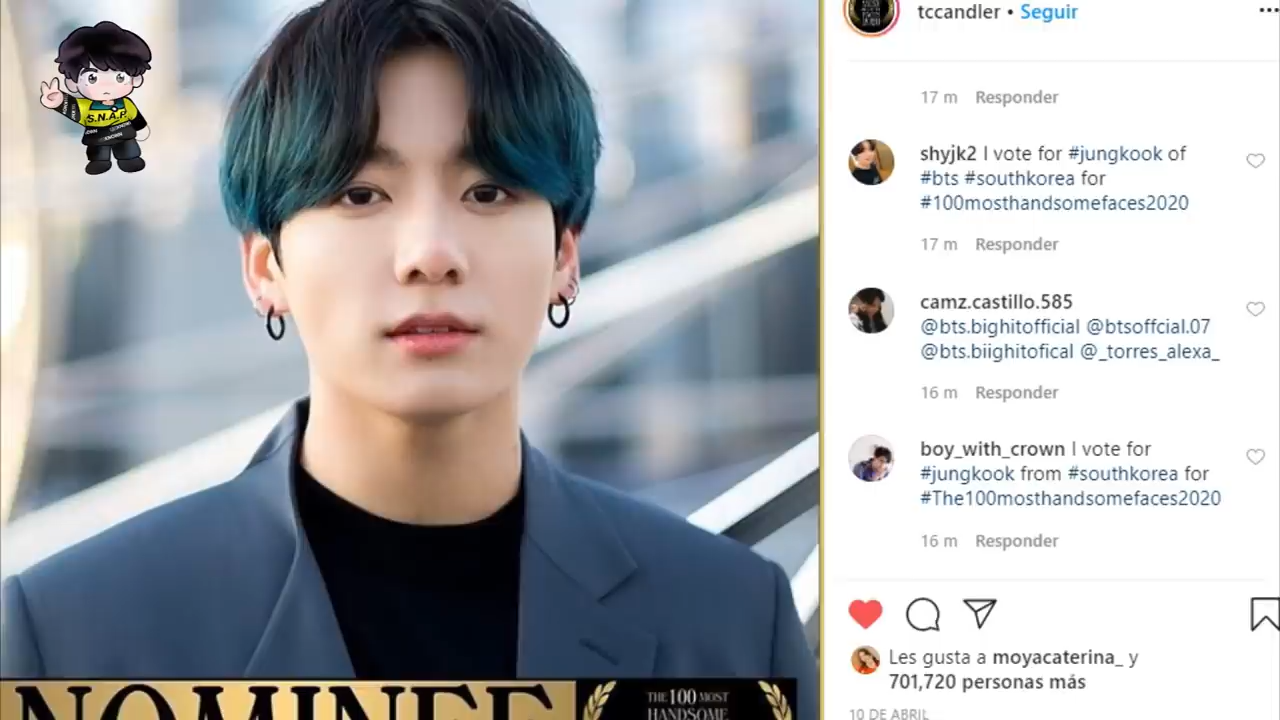 tccandler • Seguir
17 m Responder
shyjk2 I vote for #jungkook of
#bts #southkorea for
#100mosthandsomefaces2020
17 m Responder
camz.castillo.585
@bts.bighitofficial @btsoffcial.07
@bts.biighitofical @_torres_alexa_
16 m Responder
boy_with_crown I vote for
#jungkook from #southkorea for
#The100mosthandsomefaces2020
16 m Responder
Les gusta a moyacaterina_ y
701,720 personas más
10 DE ABRIL
S.N.A.P.
NOMINEE
THE 100 MOST
HANDSOME